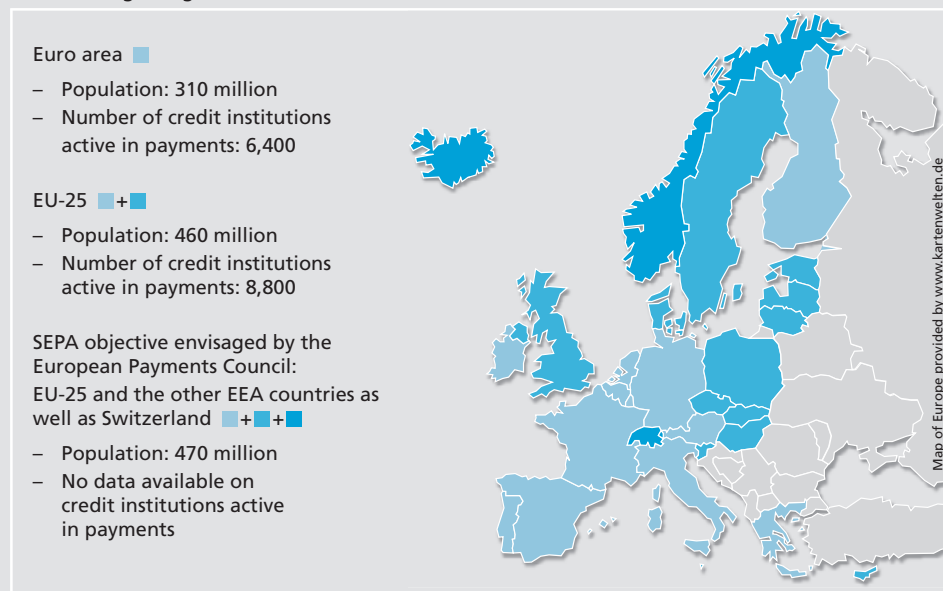 Euro area
– Population: 310 million
– Number of credit institutions
active in payments: 6,400
EU-25 +
– Population: 460 million
– Number of credit institutions
active in payments: 8,800
SEPA objective envisaged by the
European Payments Council:
EU-25 and the other EEA countries as
well as Switzerland + +
– Population: 470 million
– No data available on
credit institutions active
in payments
Map of Europe provided by www.kartenwelten.de